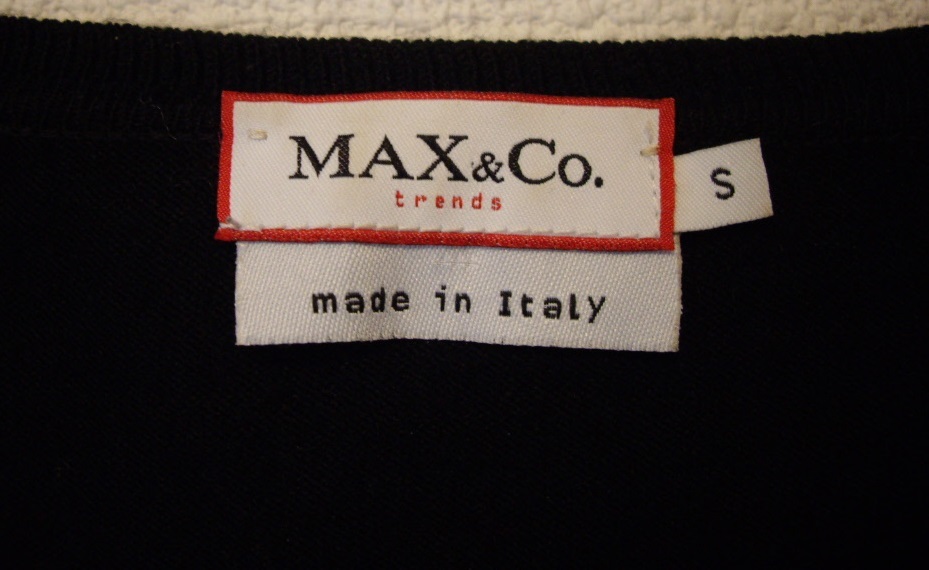 MAX&Co.
trends
S
made in Italy